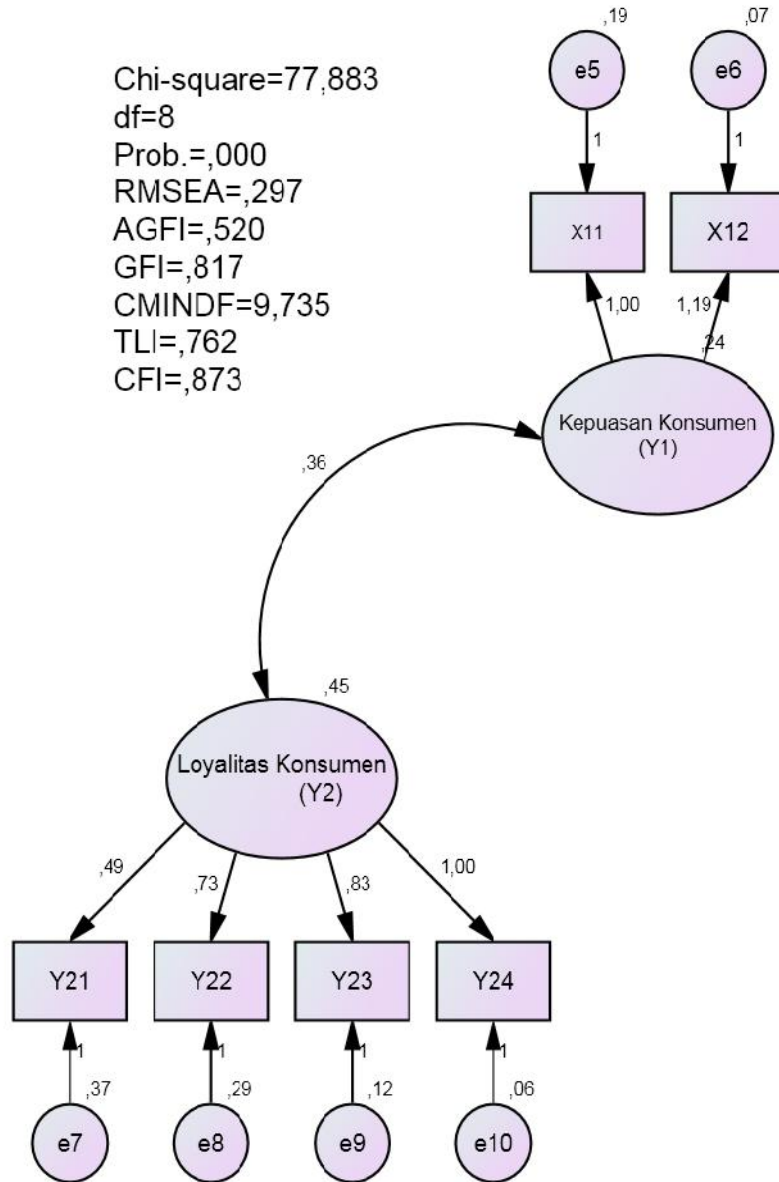 ,19
,07
e5
e6
Chi-square=77,883
df=8
Prob.=,000
RMSEA=,297
AGFI=,520
GFI=,817
CMINDF=9,735
TLI=,762
CFI=,873
1
1
X11
X12
1,00
1,19
,24
Kepuasan Konsumen
(Y1)
,36
,45
Loyalitas Konsumen
(Y2)
,49
,73
,83
1,00
Y21
Y22
Y23
Y24
1
1
1
1
,37
,29
,12
,06
e7
e8
e9
e10